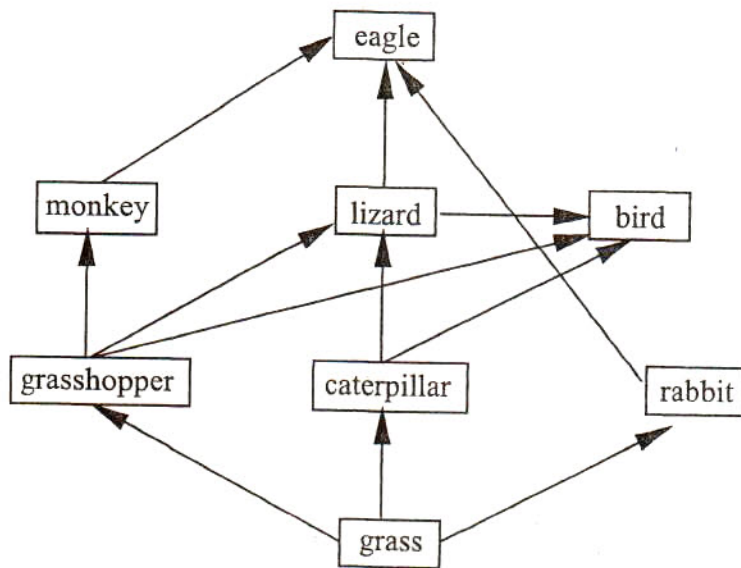 eagle
monkey
lizard
bird
grasshopper
caterpillar
rabbit
grass